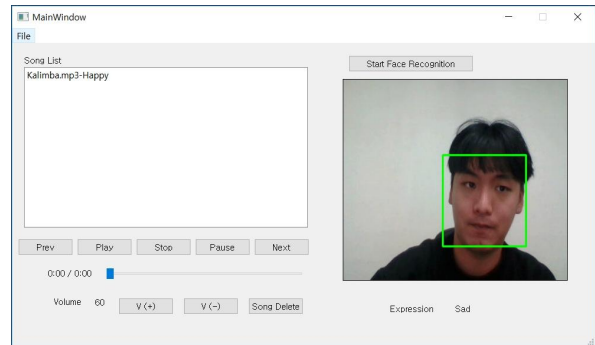 MainWindow
File
Song List
Kalimba.mp3-Happy
Prev Play Stop Pause Next
0:00 / 0:00
Volume 60 V (+) V (-) Song Delete
Start Face Recognition
Expression Sad